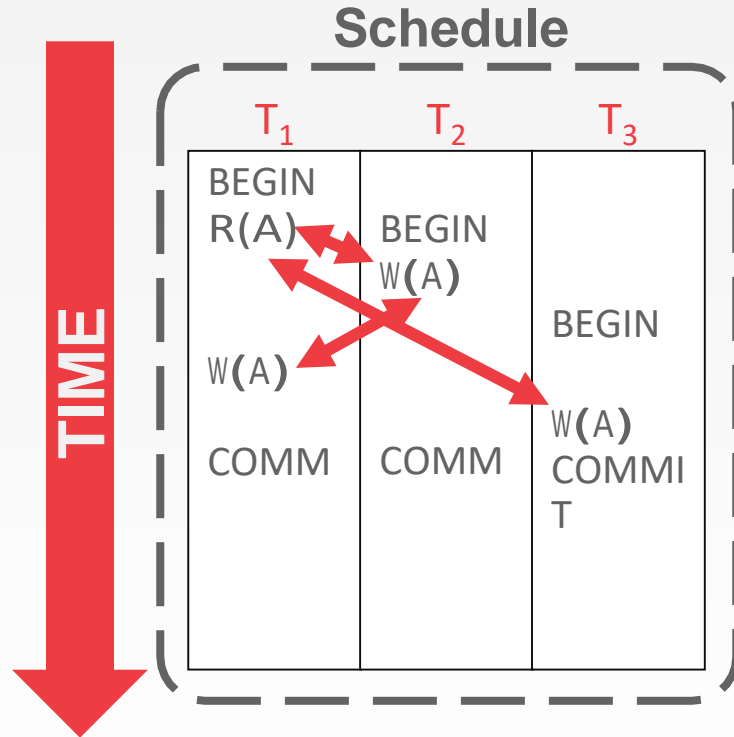 Schedule
TIME
T₁ T₂ T₃
BEGIN
R(A)
W(A)
COMM
BEGIN
W(A)
COMM
BEGIN
W(A)
COMMI
T